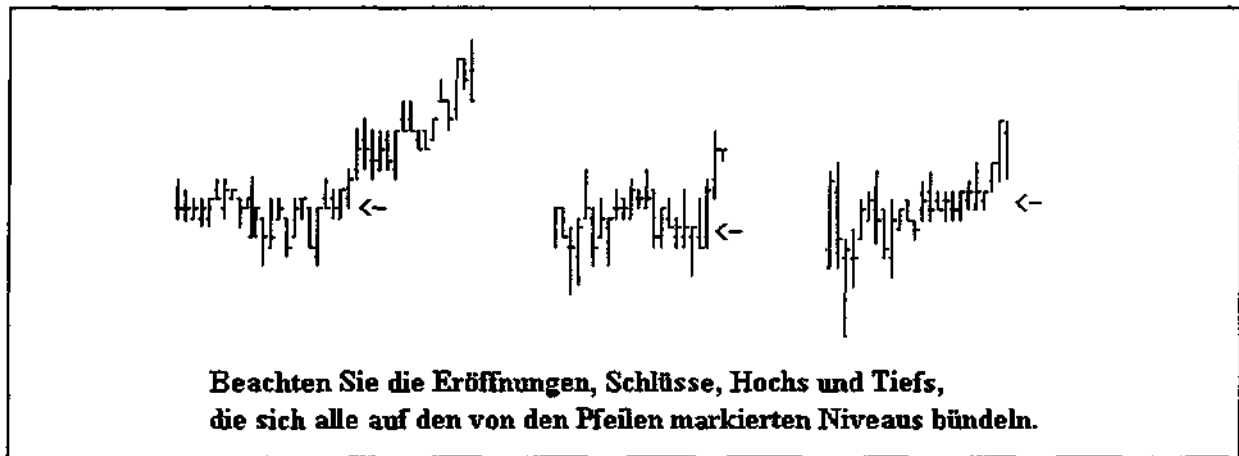 Beachten Sie die Eröffnungen, Schlüsse, Hochs und Tiefs,
die sich alle auf den von den Pfeilen markierten Niveaus bündeln.